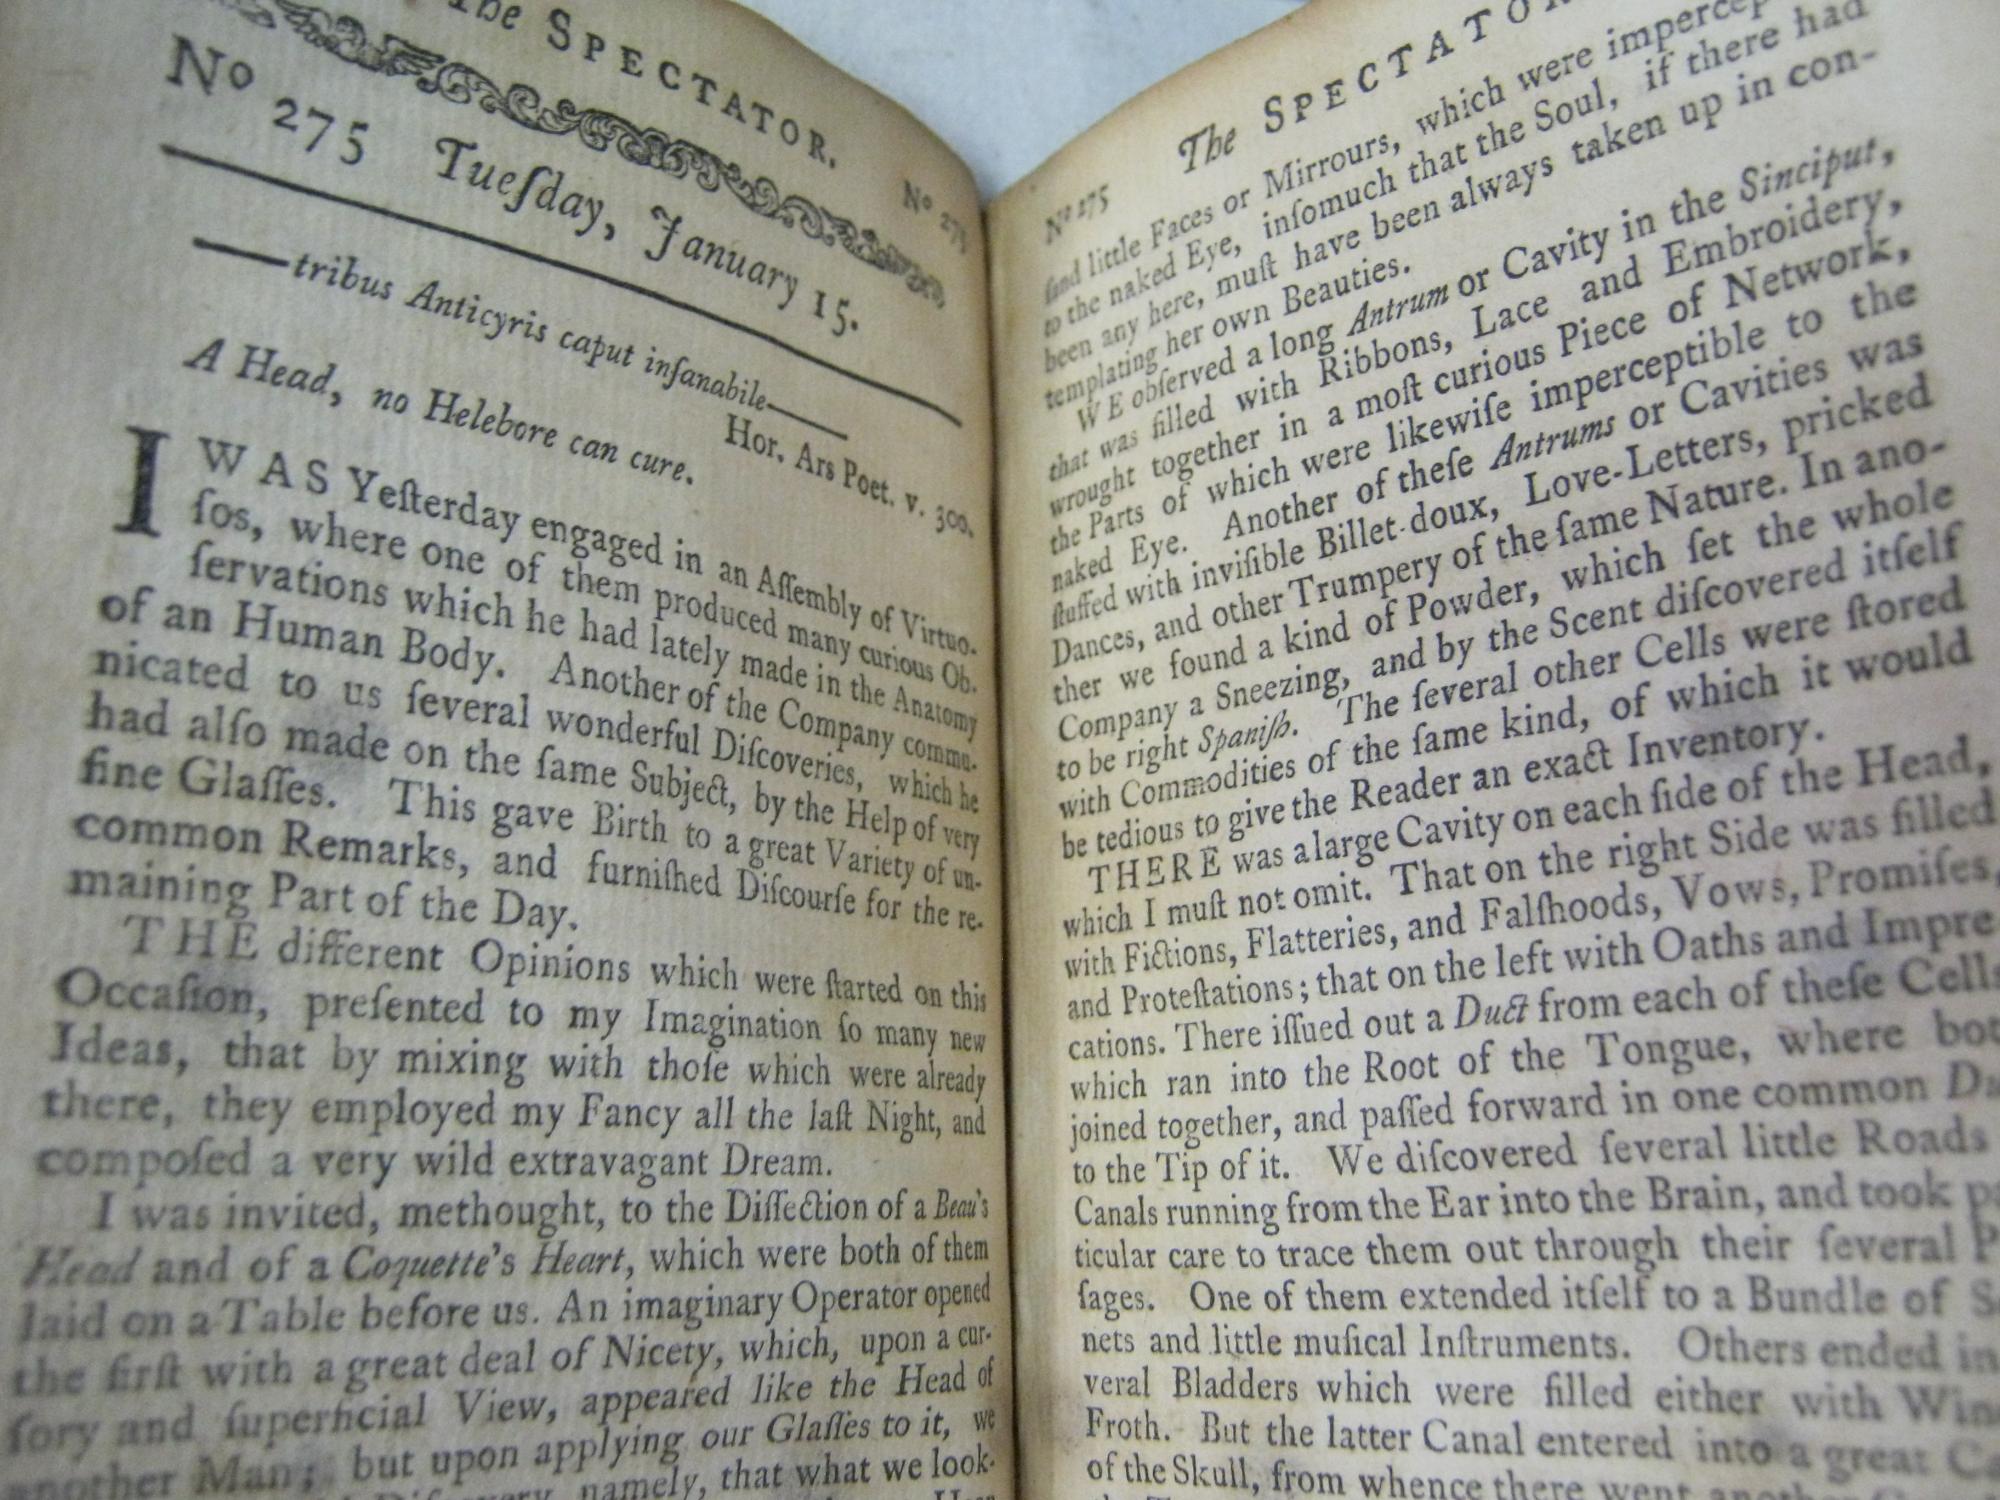 The SPECTATOR. Nº 275
Nº 275 Tueſday, January 15.
——tribus Anticyris caput inſanabile——
Hor. Ars Poet. v. 300.
A Head, no Helebore can cure.
I WAS Yeſterday engaged in an Aſſembly of Virtuo-
ſos, where one of them produced many curious Ob-
ſervations which he had lately made in the Anatomy
of an Human Body. Another of the Company commu-
nicated to us ſeveral wonderful Diſcoveries, which he
had alſo made on the ſame Subject, by the Help of very
fine Glaſſes. This gave Birth to a great Variety of un-
common Remarks, and furniſhed Diſcourſe for the re-
maining Part of the Day.
THE different Opinions which were ſtarted on this
Occaſion, preſented to my Imagination ſo many new
Ideas, that by mixing with thoſe which were already
there, they employed my Fancy all the laſt Night, and
compoſed a very wild extravagant Dream.
I was invited, methought, to the Diſſection of a Beau's
Head and of a Coquette's Heart, which were both of them
laid on a Table before us. An imaginary Operator opened
the firſt with a great deal of Nicety, which, upon a cur-
ſory and ſuperficial View, appeared like the Head of
another Man; but upon applying our Glaſſes to it, we
namely, that what we look-
Nº 275 The SPECTATOR
ſand little Faces or Mirrours, which were impercep
to the naked Eye, inſomuch that the Soul, if there had
been any here, muſt have been always taken up in con-
templating her own Beauties.
WE obſerved a long Antrum or Cavity in the Sinciput,
that was filled with Ribbons, Lace and Embroidery,
wrought together in a moſt curious Piece of Network,
the Parts of which were likewiſe imperceptible to the
naked Eye. Another of theſe Antrums or Cavities was
ſtuffed with inviſible Billet-doux, Love-Letters, pricked
Dances, and other Trumpery of the ſame Nature. In ano-
ther we found a kind of Powder, which ſet the whole
Company a Sneezing, and by the Scent diſcovered itſelf
to be right Spaniſh. The ſeveral other Cells were ſtored
with Commodities of the ſame kind, of which it would
be tedious to give the Reader an exact Inventory.
THERE was a large Cavity on each ſide of the Head,
which I muſt not omit. That on the right Side was filled
with Fictions, Flatteries, and Falſhoods, Vows, Promiſes,
and Proteſtations; that on the left with Oaths and Impre
cations. There iſſued out a Duct from each of theſe Cells
which ran into the Root of the Tongue, where bot
joined together, and paſſed forward in one common Du
to the Tip of it. We diſcovered ſeveral little Roads
Canals running from the Ear into the Brain, and took pa
ticular care to trace them out through their ſeveral P
ſages. One of them extended itſelf to a Bundle of S
nets and little muſical Inſtruments. Others ended in
veral Bladders which were filled either with Win
Froth. But the latter Canal entered into a great Ca
of the Skull, from whence there went another